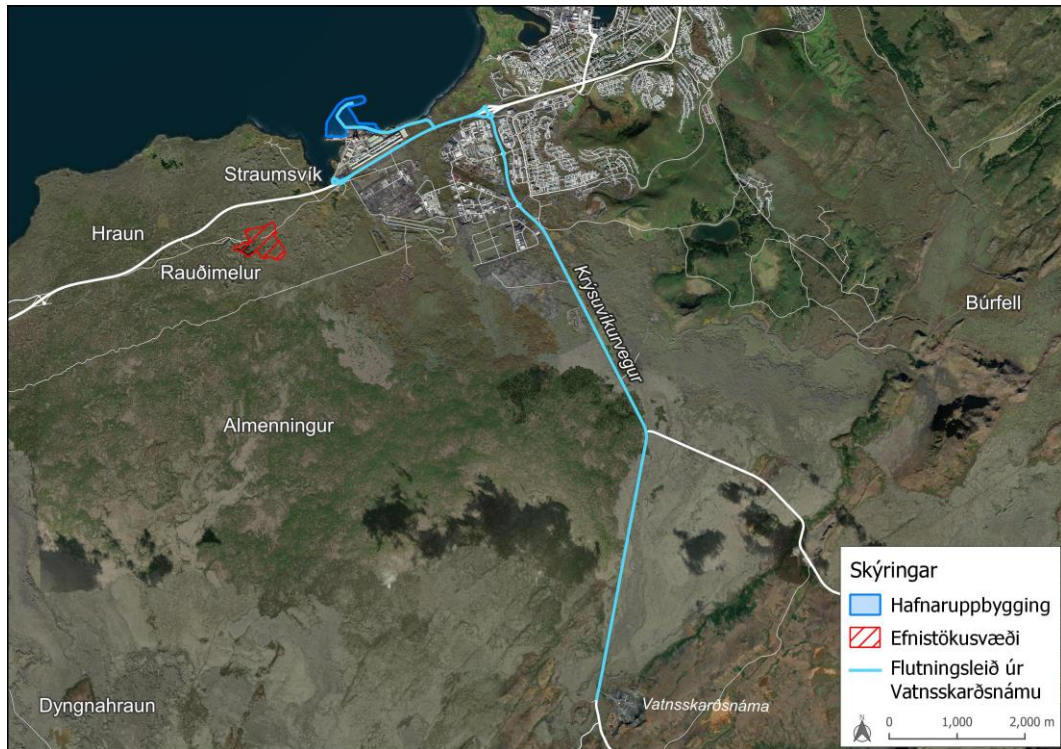 Straumsvík
Hraun
Rauðimelur
Krýsuvíkurvegur
Búrfell
Almenningur
Dyngnahraun
Vatnsskarðsnáma
Skýringar
Hafnaruppbygging
Efnistökusvæði
Flutningsleið úr
Vatnsskarðsnámu
0 1,000 2,000 m